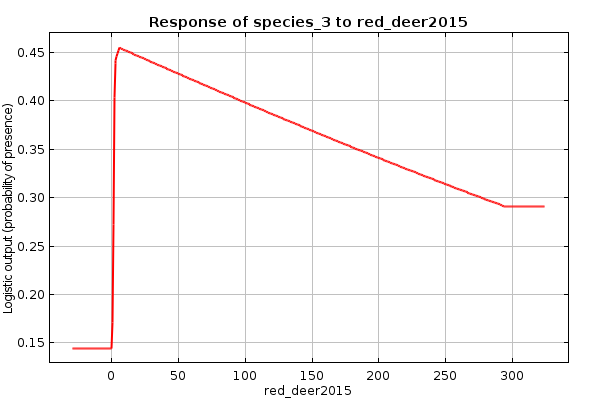 Response of species_3 to red_deer2015
Logistic output (probability of presence)
0.45
0.40
0.35
0.30
0.25
0.20
0.15
0 50 100 150 200 250 300
red_deer2015